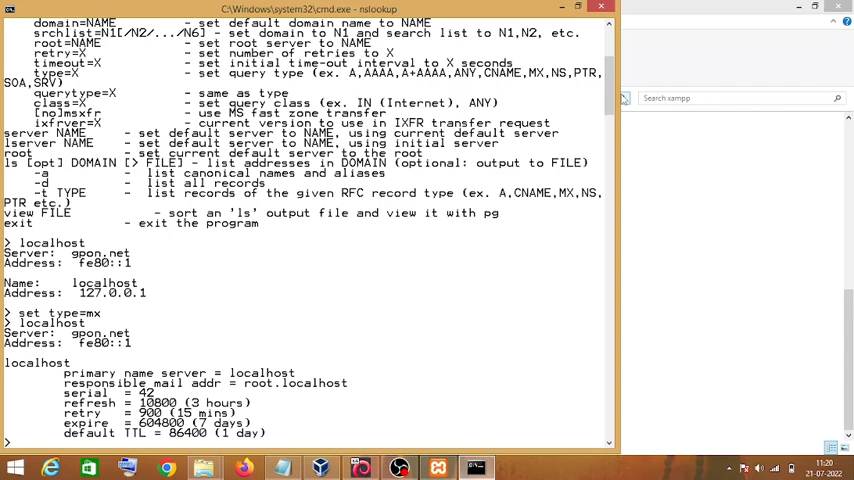 C:\Windows\system32\cmd.exe - nslookup
domain=NAME - set default domain name to NAME
srchlist=N1[/N2/.../N6] - set domain to N1 and search list to N1,N2, etc.
root=NAME - set root server to NAME
retry=X - set number of retries to X
timeout=X - set initial time-out interval to X seconds
type=X - set query type (ex. A,AAAA,A+AAAA,ANY,CNAME,MX,NS,PTR,
SOA,SRV)
querytype=X - same as type
class=X - set query class (ex. IN (Internet), ANY)
[no]msxfr - use MS fast zone transfer
ixfrver=X - current version to use in IXFR transfer request
server NAME - set default server to NAME, using current default server
lserver NAME - set default server to NAME, using initial server
root - set current default server to the root
ls [opt] DOMAIN [> FILE] - list addresses in DOMAIN (optional: output to FILE)
-a - list canonical names and aliases
-d - list all records
-t TYPE - list records of the given RFC record type (ex. A,CNAME,MX,NS,
PTR etc.)
view FILE - sort an 'ls' output file and view it with pg
exit - exit the program
> localhost
Server: gpon.net
Address: fe80::1
Name: localhost
Address: 127.0.0.1
> set type=mx
> localhost
Server: gpon.net
Address: fe80::1
localhost
primary name server = localhost
responsible mail addr = root.localhost
serial = 42
refresh = 10800 (3 hours)
retry = 900 (15 mins)
expire = 604800 (7 days)
default TTL = 86400 (1 day)
>
Search xampp
11:20
21-07-2022